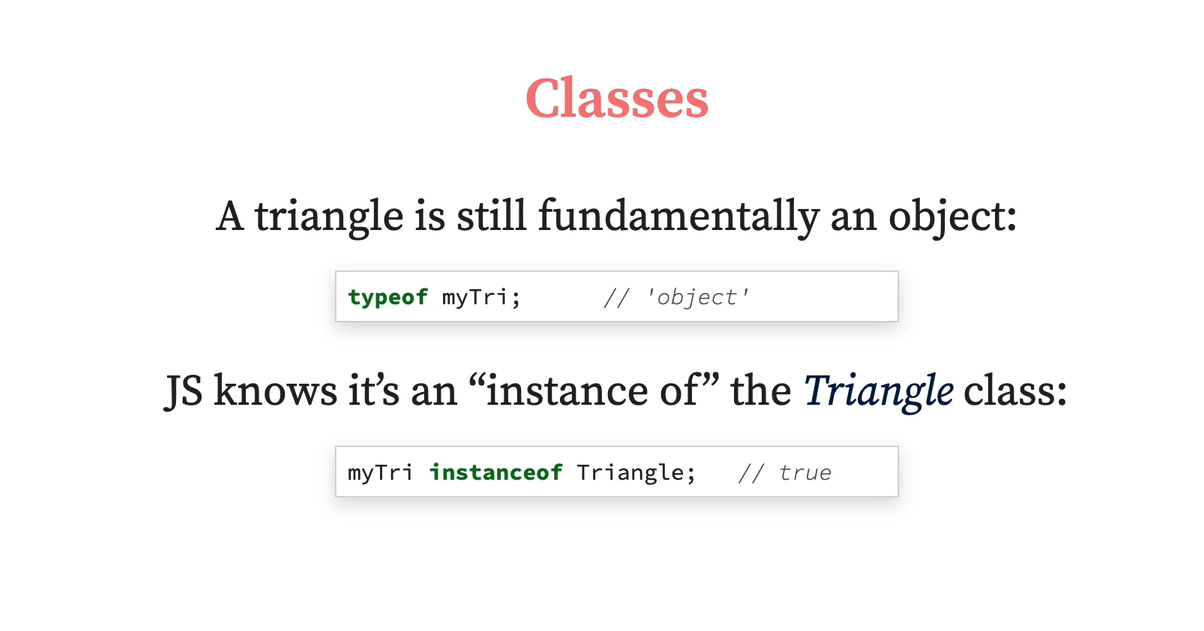 Classes
A triangle is still fundamentally an object:
typeof myTri;      // 'object'
JS knows it’s an “instance of” the Triangle class:
myTri instanceof Triangle;   // true